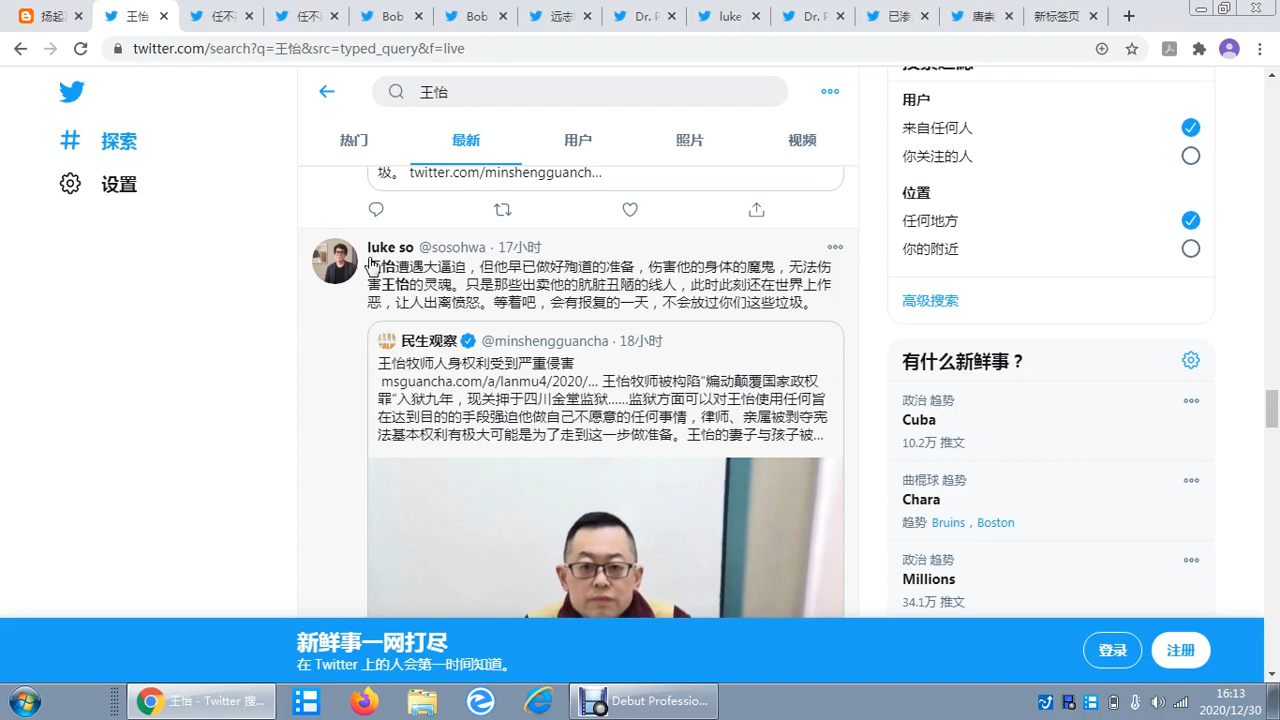 扬起
王怡
任不
任不
Bob
Bob
远志
Dr. P
luke
Dr. P
已渗
唐秦
新标签页
twitter.com/search?q=王怡&src=typed_query&f=live
王怡
探索
设置
热门
最新
用户
照片
视频
圾。 twitter.com/minshengguanch...
luke so @sosohwa · 17小时
怡遭遇大逼迫，但他早已做好殉道的准备，伤害他的身体的魔鬼，无法伤
害王怡的灵魂。只是那些出卖他的肮脏丑陋的线人，此时此刻还在世界上作
恶，让人出离愤怒。等着吧，会有报复的一天，不会放过你们这些垃圾。
民生观察 @minshengguancha · 18小时
王怡牧师人身权利受到严重侵害
msguancha.com/a/lanmu4/2020/... 王怡牧师被构陷“煽动颠覆国家政权
罪”入狱九年，现关押于四川金堂监狱......监狱方面可以对王怡使用任何旨
在达到目的的手段强迫他做自己不愿意的任何事情，律师、亲属被剥夺宪
法基本权利有极大可能是为了走到这一步做准备。王怡的妻子与孩子被...
用户
来自任何人
你关注的人
位置
任何地方
你的附近
高级搜索
有什么新鲜事？
政治 趋势
Cuba
10.2万 推文
曲棍球 趋势
Chara
趋势 Bruins，Boston
政治 趋势
Millions
34.1万 推文
新鲜事一网打尽
在 Twitter 上的人会第一时间知道。
登录
注册
王怡 - Twitter 搜...
Debut Professio...
16:13
2020/12/30